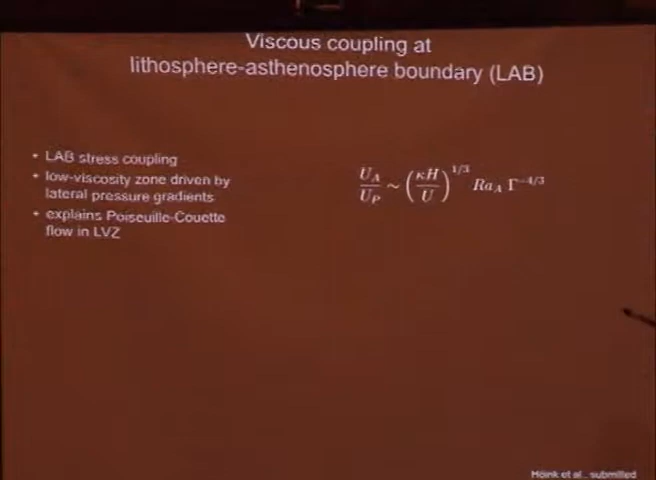 Viscous coupling at
lithosphere-asthenosphere boundary (LAB)
• LAB stress coupling
• low-viscosity zone driven by
lateral pressure gradients
• explains Poiseuille-Couette
flow in LVZ
U_A/U_P ~ (κH/U)^1/3 Ra_A Γ^-4/3
Höink et al., submitted